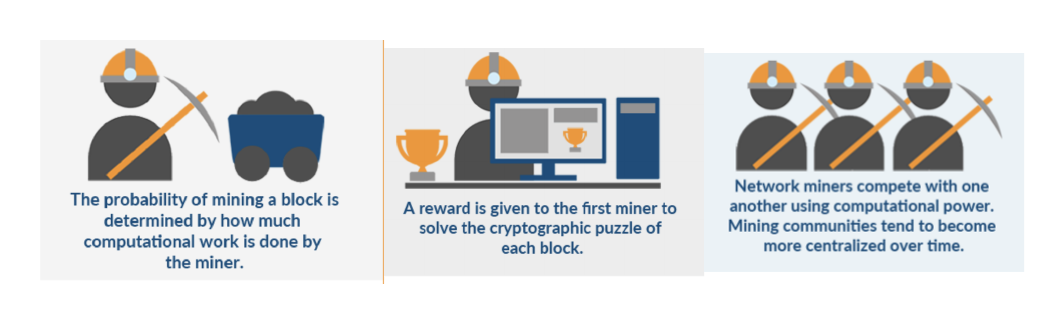 The probability of mining a block is
determined by how much
computational work is done by
the miner.
A reward is given to the first miner to
solve the cryptographic puzzle of
each block.
Network miners compete with one
another using computational power.
Mining communities tend to become
more centralized over time.